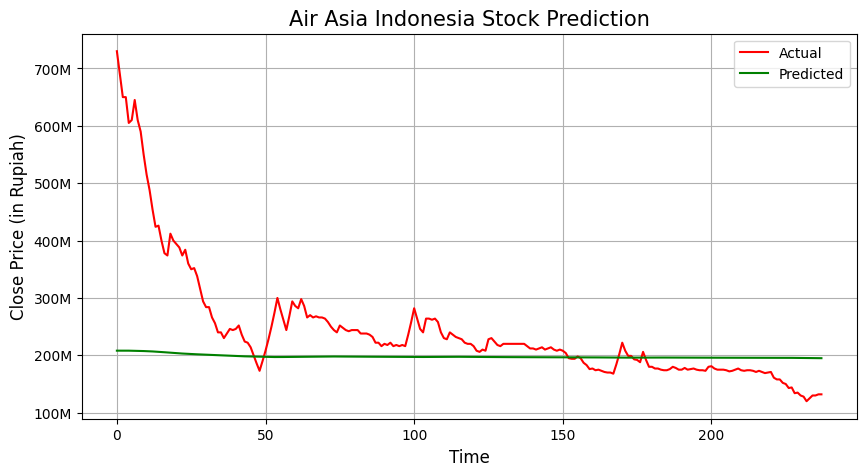 Air Asia Indonesia Stock Prediction
Actual
Predicted
Close Price (in Rupiah)
700M
600M
500M
400M
300M
200M
100M
0
50
100
150
200
Time